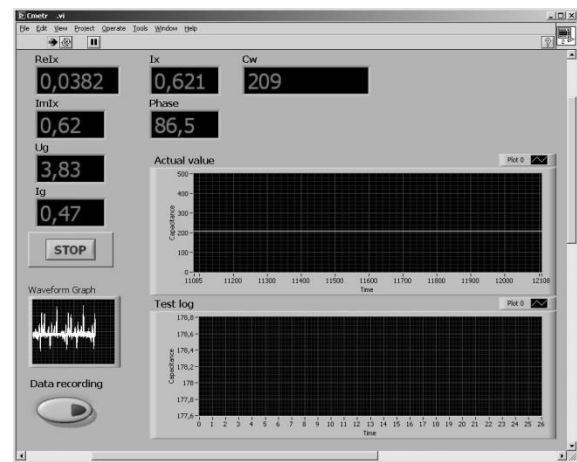 Cmetr .vi
File Edit View Project Operate Tools Window Help
ReIx
0,0382
Ix
0,621
Cw
209
ImIx
0,62
Phase
86,5
Ug
3,83
Ig
0,47
STOP
Actual value
Plot 0
500
400
300
200
100
0
Capacitance
11095 11200 11300 11400 11500 11600 11700 11800 11900 12000 12100
Time
Waveform Graph
Test log
Plot 0
178,8
178,6
178,4
178,2
178
177,8
177,6
Capacitance
0 1 2 3 4 5 6 7 8 9 10 11 12 13 14 15 16 17 18 19 20 21 22 23 24 25 26
Time
Data recording